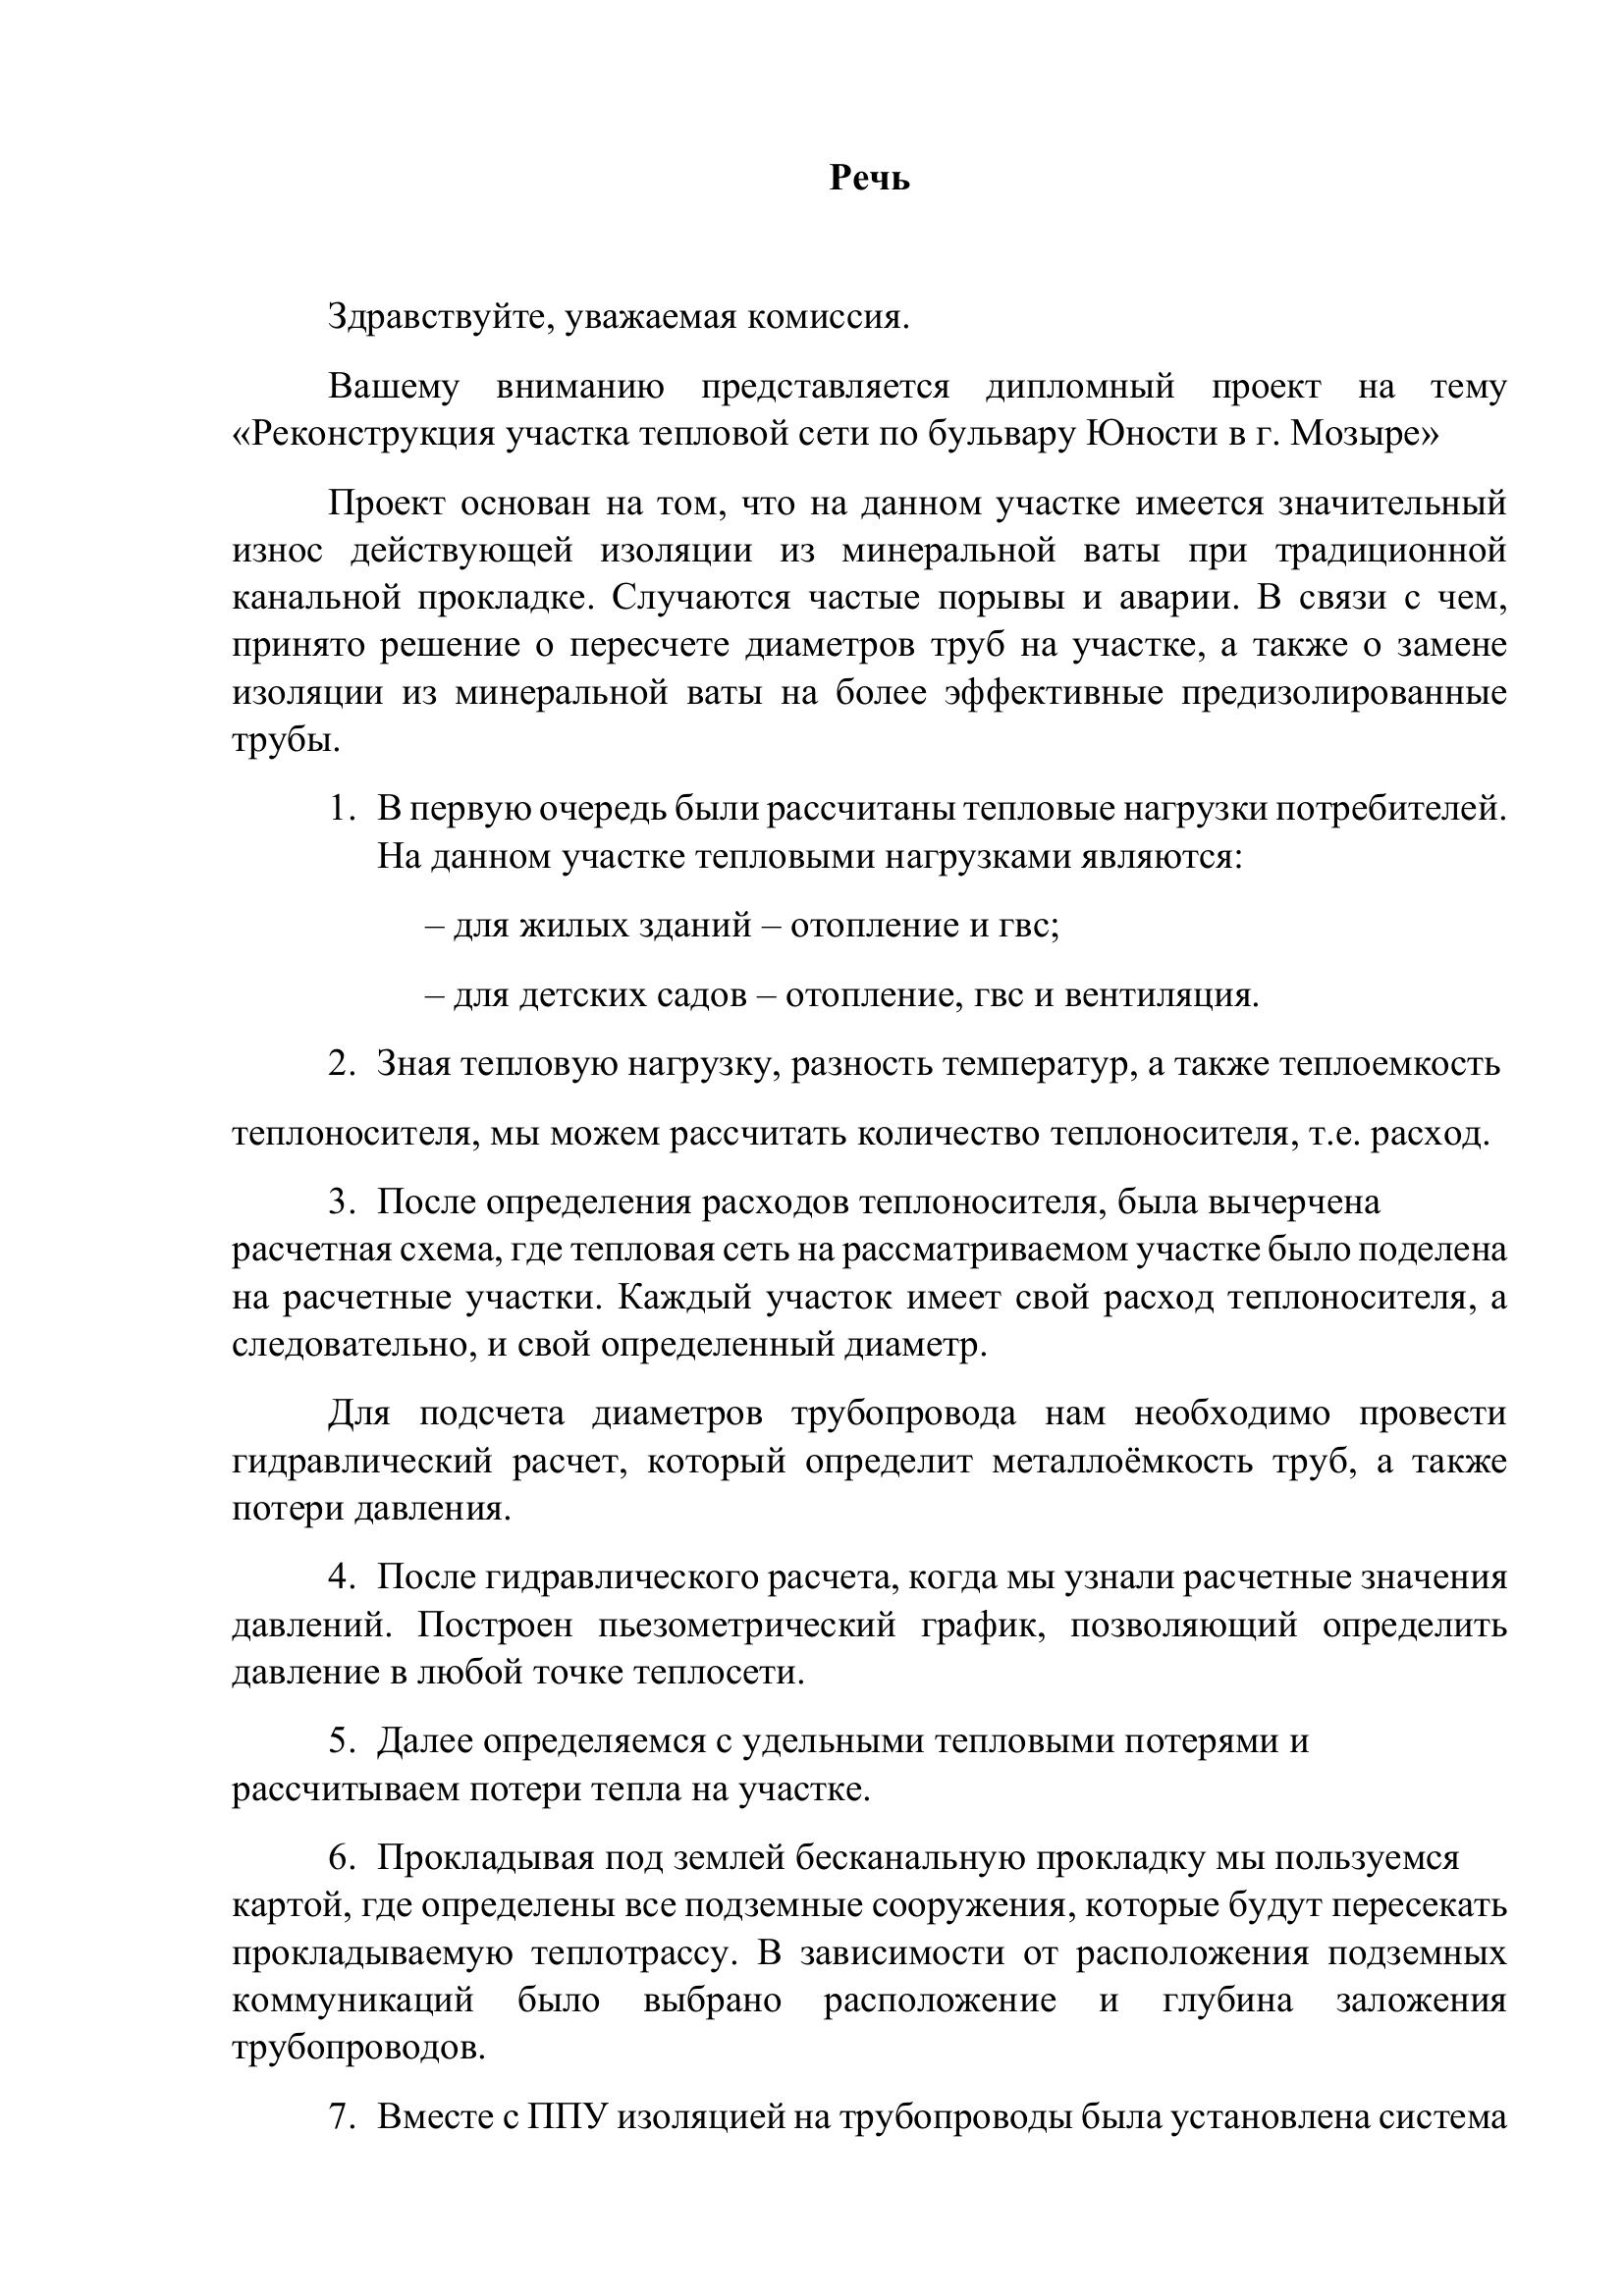 Речь
Здравствуйте, уважаемая комиссия.
Вашему вниманию представляется дипломный проект на тему
«Реконструкция участка тепловой сети по бульвару Юности в г. Мозыре»
Проект основан на том, что на данном участке имеется значительный
износ действующей изоляции из минеральной ваты при традиционной
канальной прокладке. Случаются частые порывы и аварии. В связи с чем,
принято решение о пересчете диаметров труб на участке, а также о замене
изоляции из минеральной ваты на более эффективные предизолированные
трубы.
1. В первую очередь были рассчитаны тепловые нагрузки потребителей.
На данном участке тепловыми нагрузками являются:
– для жилых зданий – отопление и гвс;
– для детских садов – отопление, гвс и вентиляция.
2. Зная тепловую нагрузку, разность температур, а также теплоемкость
теплоносителя, мы можем рассчитать количество теплоносителя, т.е. расход.
3. После определения расходов теплоносителя, была вычерчена
расчетная схема, где тепловая сеть на рассматриваемом участке было поделена
на расчетные участки. Каждый участок имеет свой расход теплоносителя, а
следовательно, и свой определенный диаметр.
Для подсчета диаметров трубопровода нам необходимо провести
гидравлический расчет, который определит металлоёмкость труб, а также
потери давления.
4. После гидравлического расчета, когда мы узнали расчетные значения
давлений. Построен пьезометрический график, позволяющий определить
давление в любой точке теплосети.
5. Далее определяемся с удельными тепловыми потерями и
рассчитываем потери тепла на участке.
6. Прокладывая под землей бесканальную прокладку мы пользуемся
картой, где определены все подземные сооружения, которые будут пересекать
прокладываемую теплотрассу. В зависимости от расположения подземных
коммуникаций было выбрано расположение и глубина заложения
трубопроводов.
7. Вместе с ППУ изоляцией на трубопроводы была установлена система